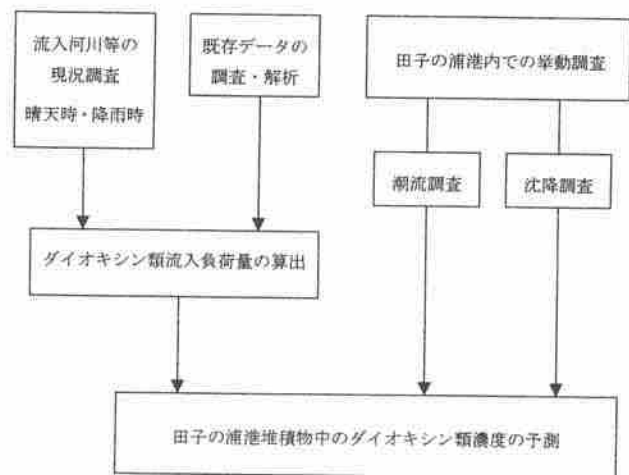 流入河川等の
現況調査
晴天時・降雨時
既存データの
調査・解析
田子の浦港内での挙動調査
潮流調査
沈降調査
ダイオキシン類流入負荷量の算出
田子の浦港堆積物中のダイオキシン類濃度の予測